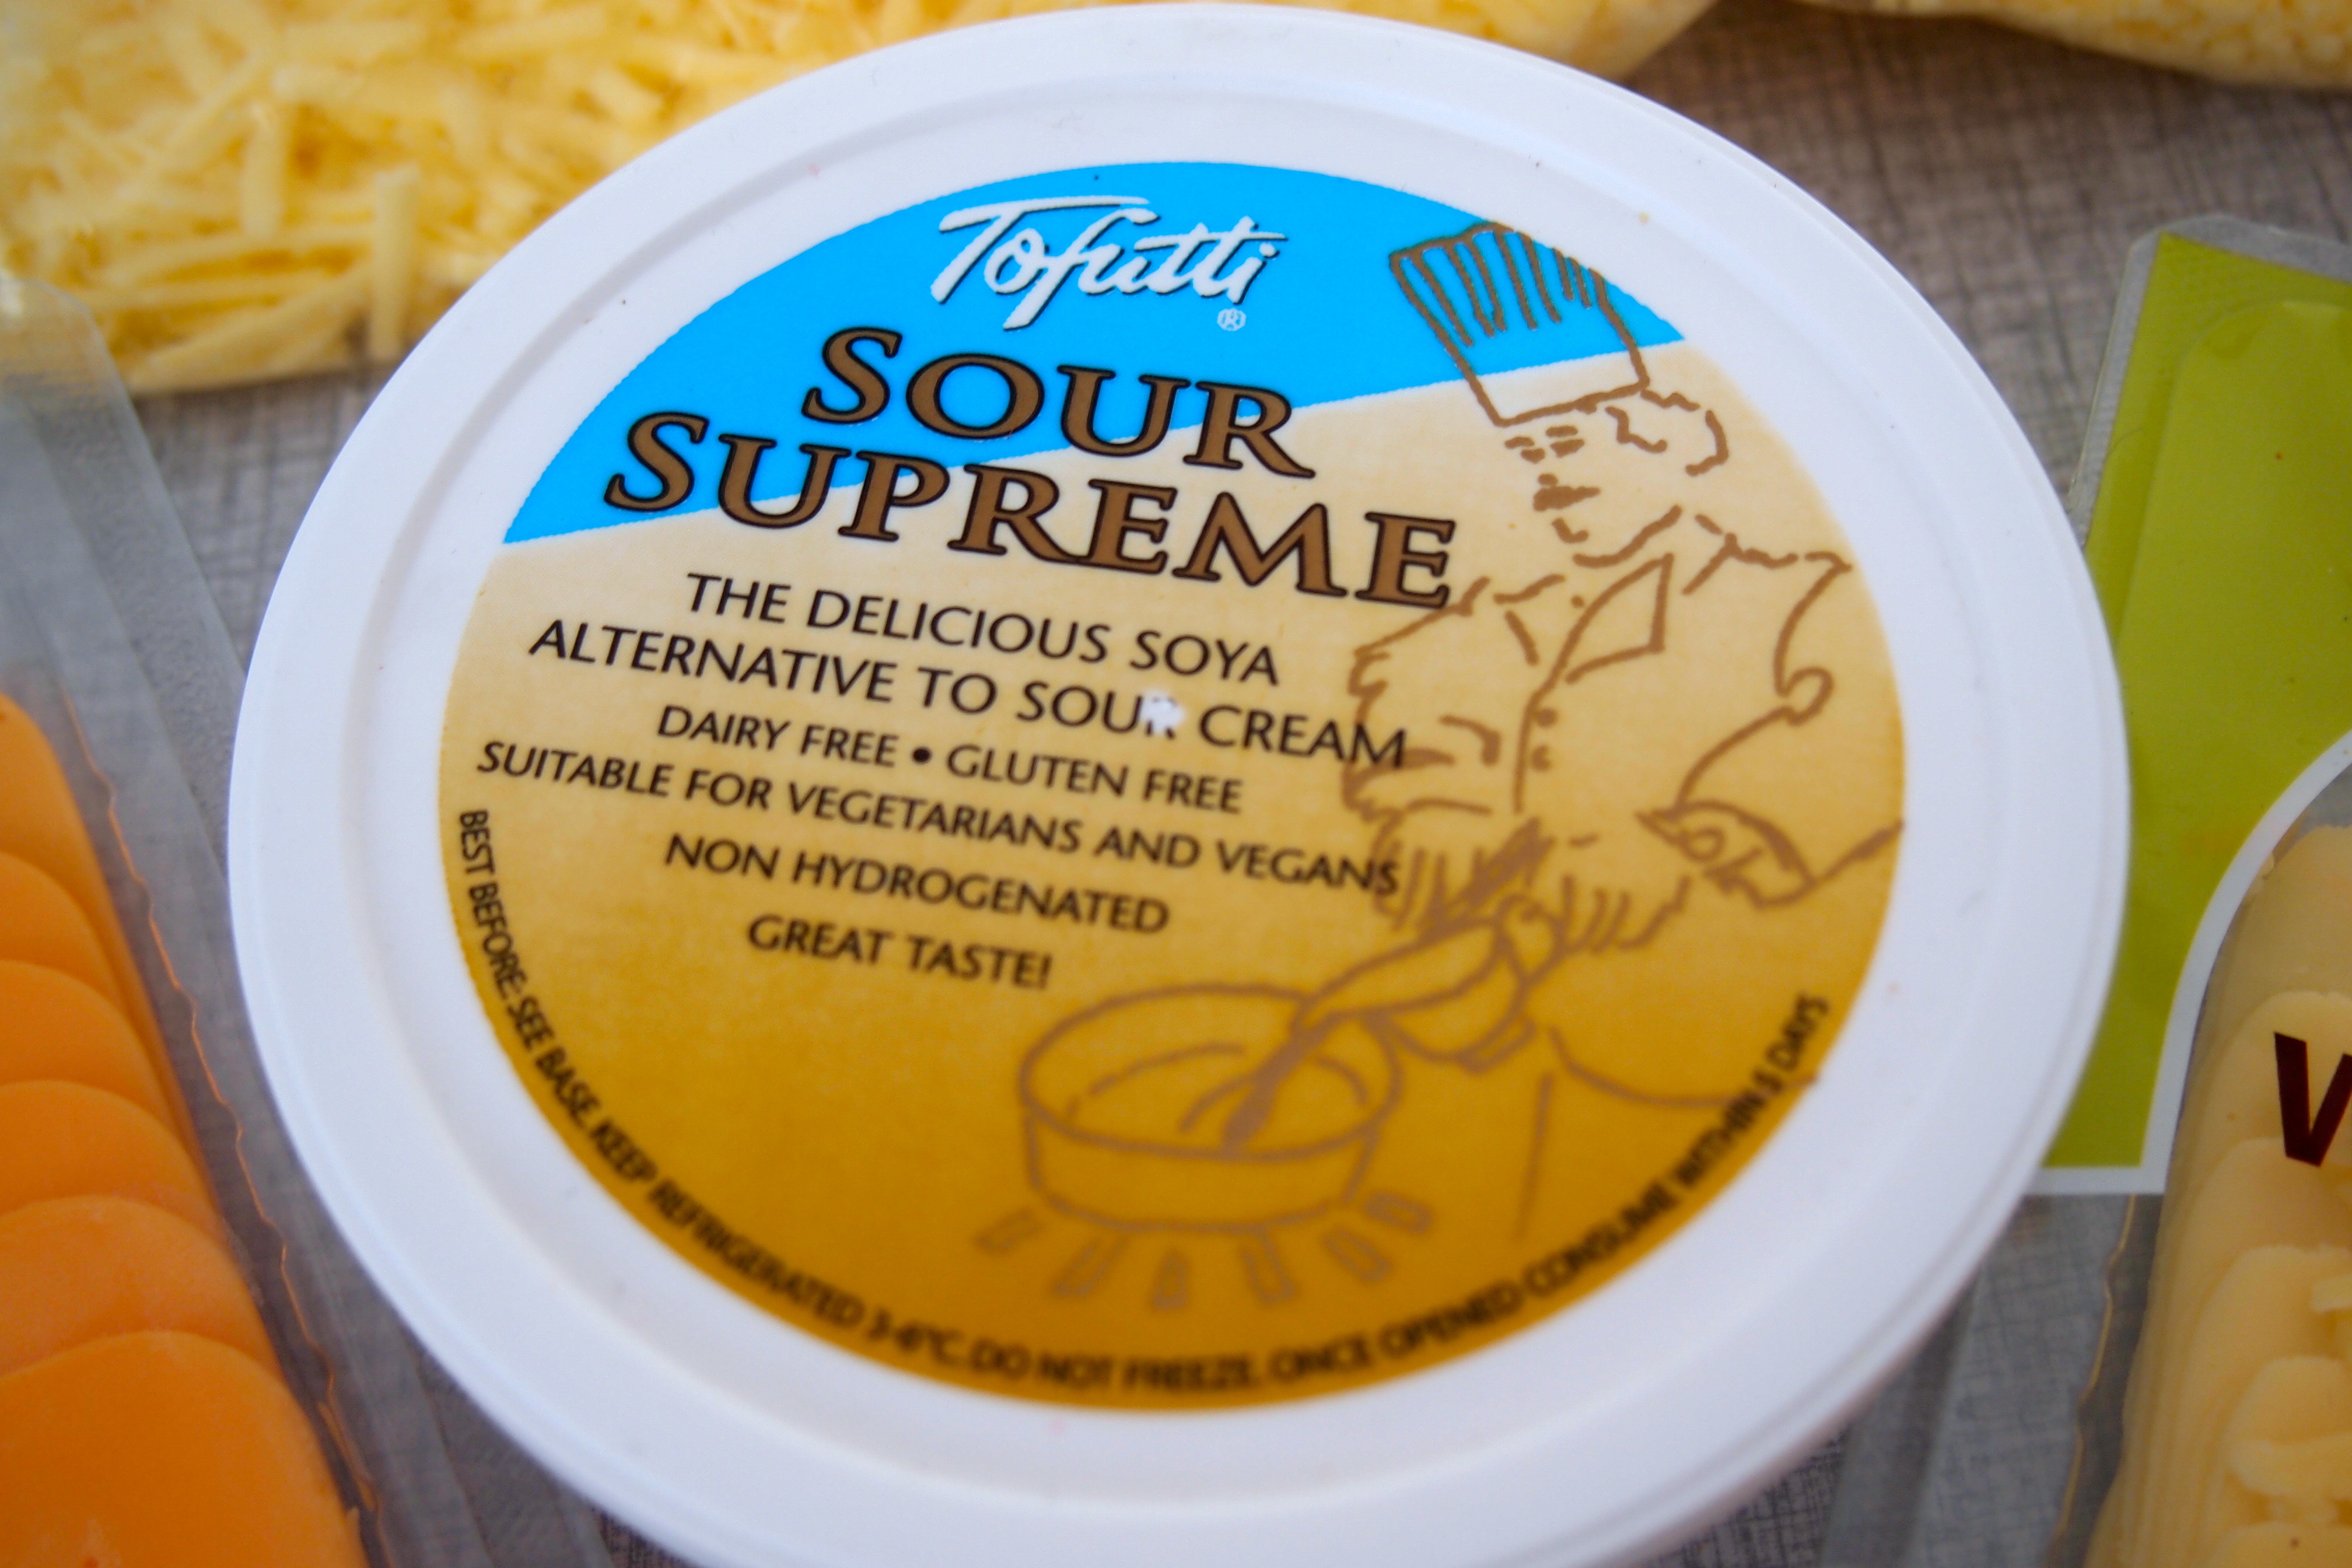 Tofutti
®
SOUR
SUPREME
THE DELICIOUS SOYA
ALTERNATIVE TO SOUR CREAM
DAIRY FREE • GLUTEN FREE
SUITABLE FOR VEGETARIANS AND VEGANS
NON HYDROGENATED
GREAT TASTE!
BEST BEFORE: SEE BASE. KEEP REFRIGERATED 3-6°C. DO NOT FREEZE. ONCE OPENED CONSUME WITHIN 5 DAYS